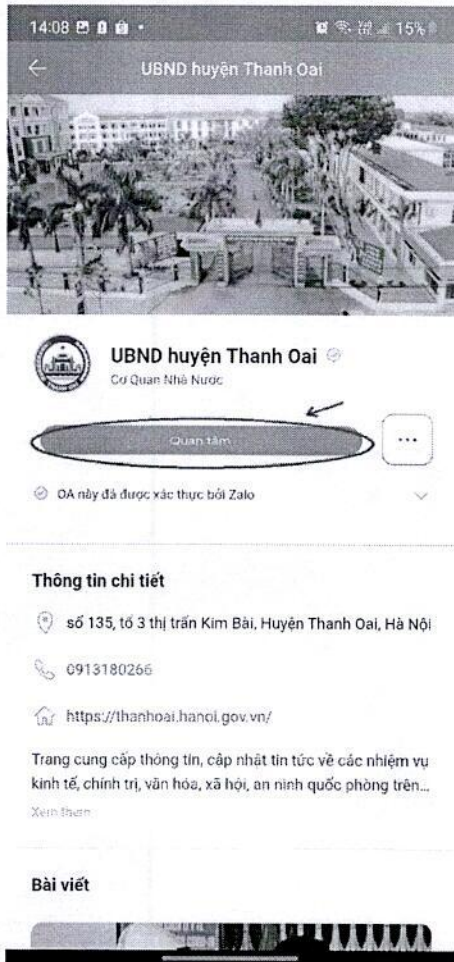 14:08
15%
UBND huyện Thanh Oai
UBND huyện Thanh Oai
Cơ Quan Nhà Nước
Quan tâm
OA này đã được xác thực bởi Zalo
Thông tin chi tiết
số 135, tổ 3 thị trấn Kim Bài, Huyện Thanh Oai, Hà Nội
0913180266
https://thanhoai.hanoi.gov.vn/
Trang cung cấp thông tin, cập nhật tin tức về các nhiệm vụ
kinh tế, chính trị, văn hóa, xã hội, an ninh quốc phòng trên...
Xem thêm
Bài viết